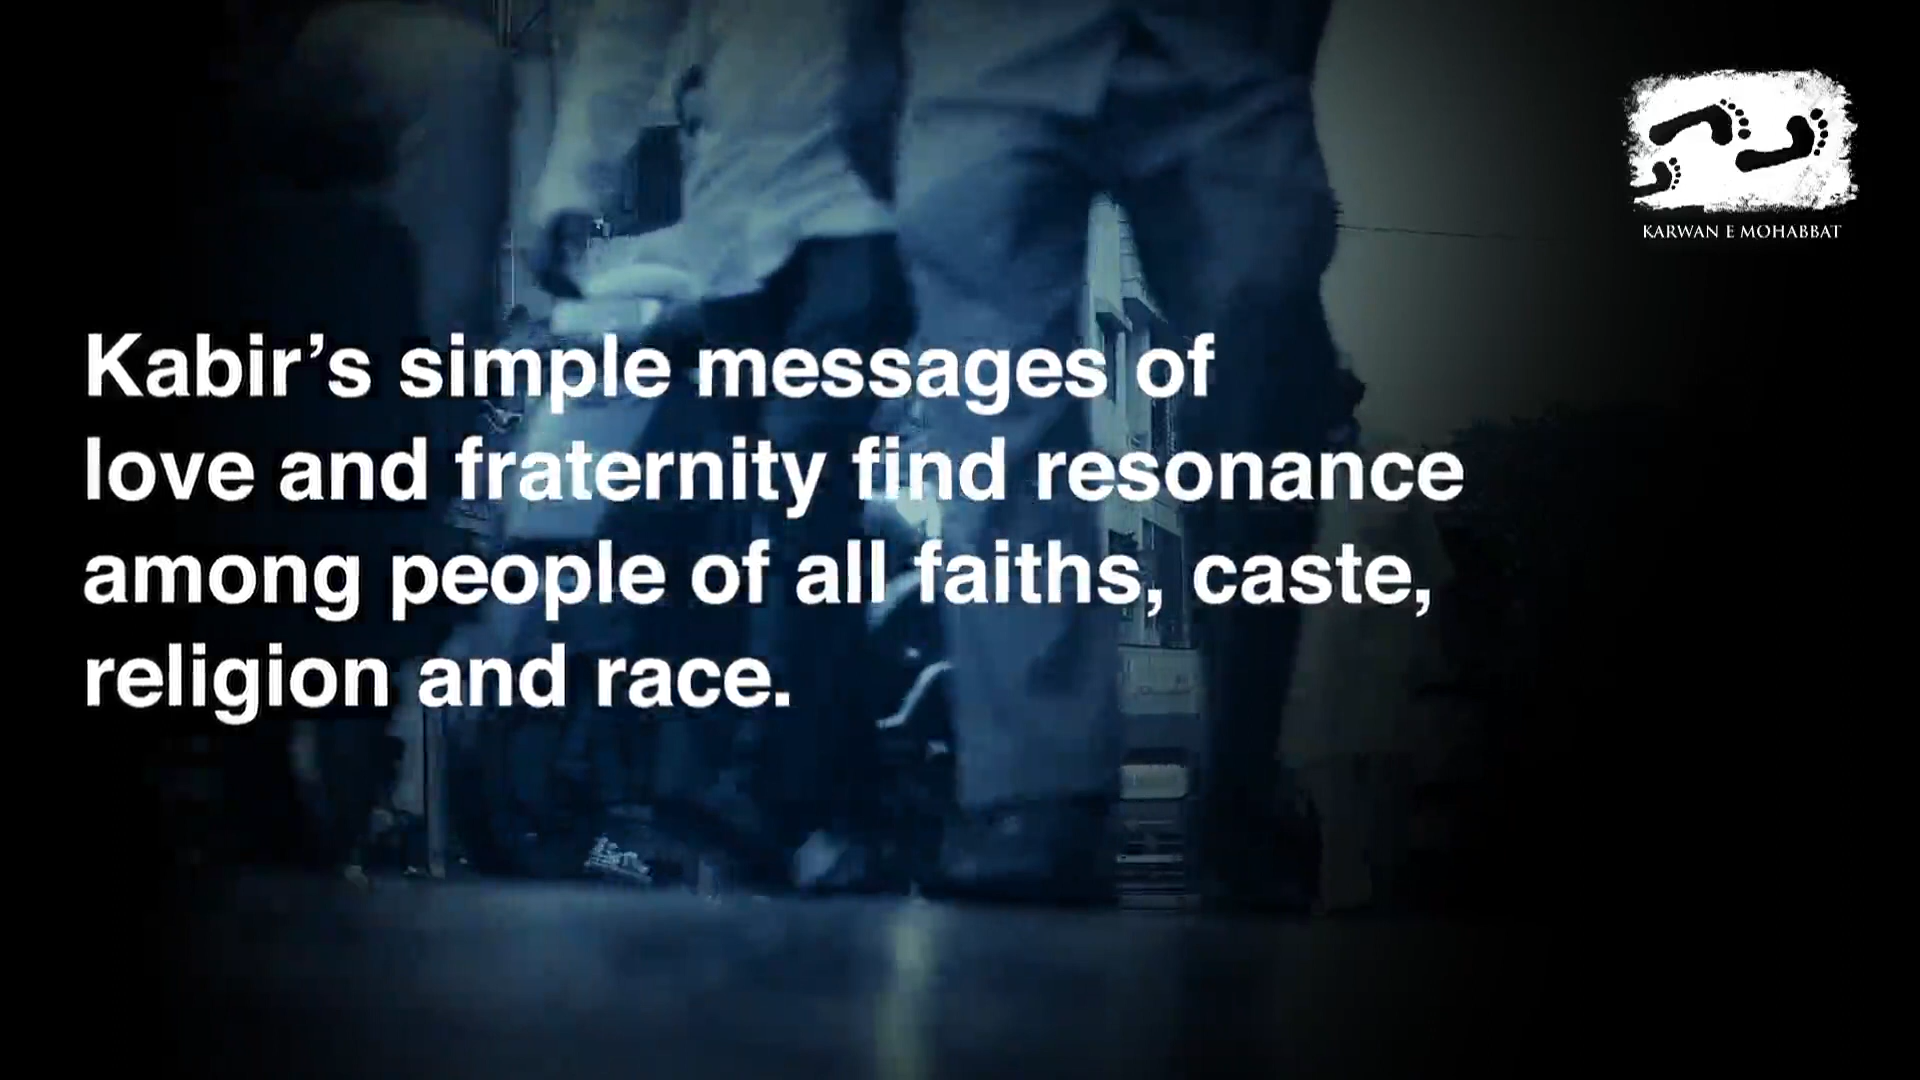 KARWAN E MOHABBAT
Kabir’s simple messages of
love and fraternity find resonance
among people of all faiths, caste,
religion and race.